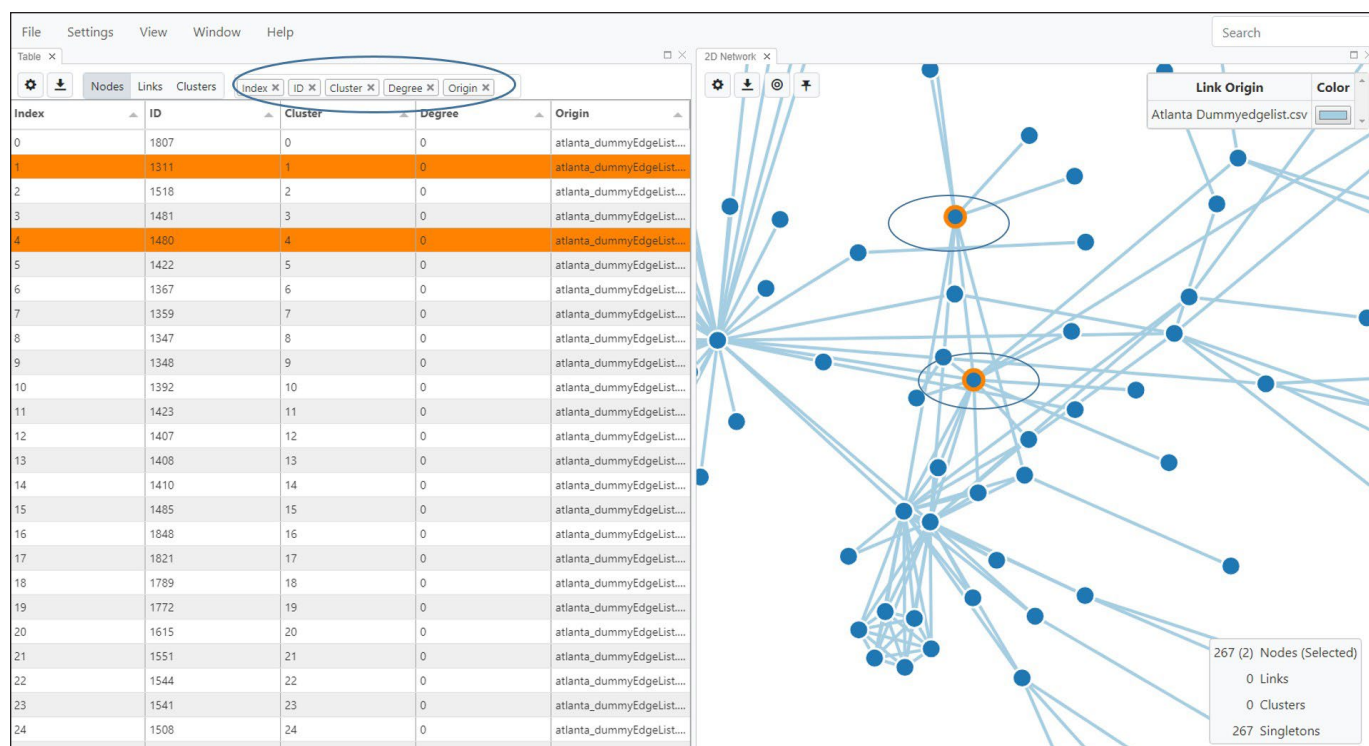 File Settings View Window Help Search
Table × 2D Network ×
Nodes Links Clusters Index × ID × Cluster × Degree × Origin ×
Link Origin Color
Atlanta Dummyedgelist.csv
Index ID Cluster Degree Origin
0 1807 0 0 atlanta_dummyEdgeList....
1 1311 1 0 atlanta_dummyEdgeList....
2 1518 2 0 atlanta_dummyEdgeList....
3 1481 3 0 atlanta_dummyEdgeList....
4 1480 4 0 atlanta_dummyEdgeList....
5 1422 5 0 atlanta_dummyEdgeList....
6 1367 6 0 atlanta_dummyEdgeList....
7 1359 7 0 atlanta_dummyEdgeList....
8 1347 8 0 atlanta_dummyEdgeList....
9 1348 9 0 atlanta_dummyEdgeList....
10 1392 10 0 atlanta_dummyEdgeList....
11 1423 11 0 atlanta_dummyEdgeList....
12 1407 12 0 atlanta_dummyEdgeList....
13 1408 13 0 atlanta_dummyEdgeList....
14 1410 14 0 atlanta_dummyEdgeList....
15 1485 15 0 atlanta_dummyEdgeList....
16 1848 16 0 atlanta_dummyEdgeList....
17 1821 17 0 atlanta_dummyEdgeList....
18 1789 18 0 atlanta_dummyEdgeList....
19 1772 19 0 atlanta_dummyEdgeList....
20 1615 20 0 atlanta_dummyEdgeList....
21 1551 21 0 atlanta_dummyEdgeList....
22 1544 22 0 atlanta_dummyEdgeList....
23 1541 23 0 atlanta_dummyEdgeList....
24 1508 24 0 atlanta_dummyEdgeList....
267 (2) Nodes (Selected)
0 Links
0 Clusters
267 Singletons